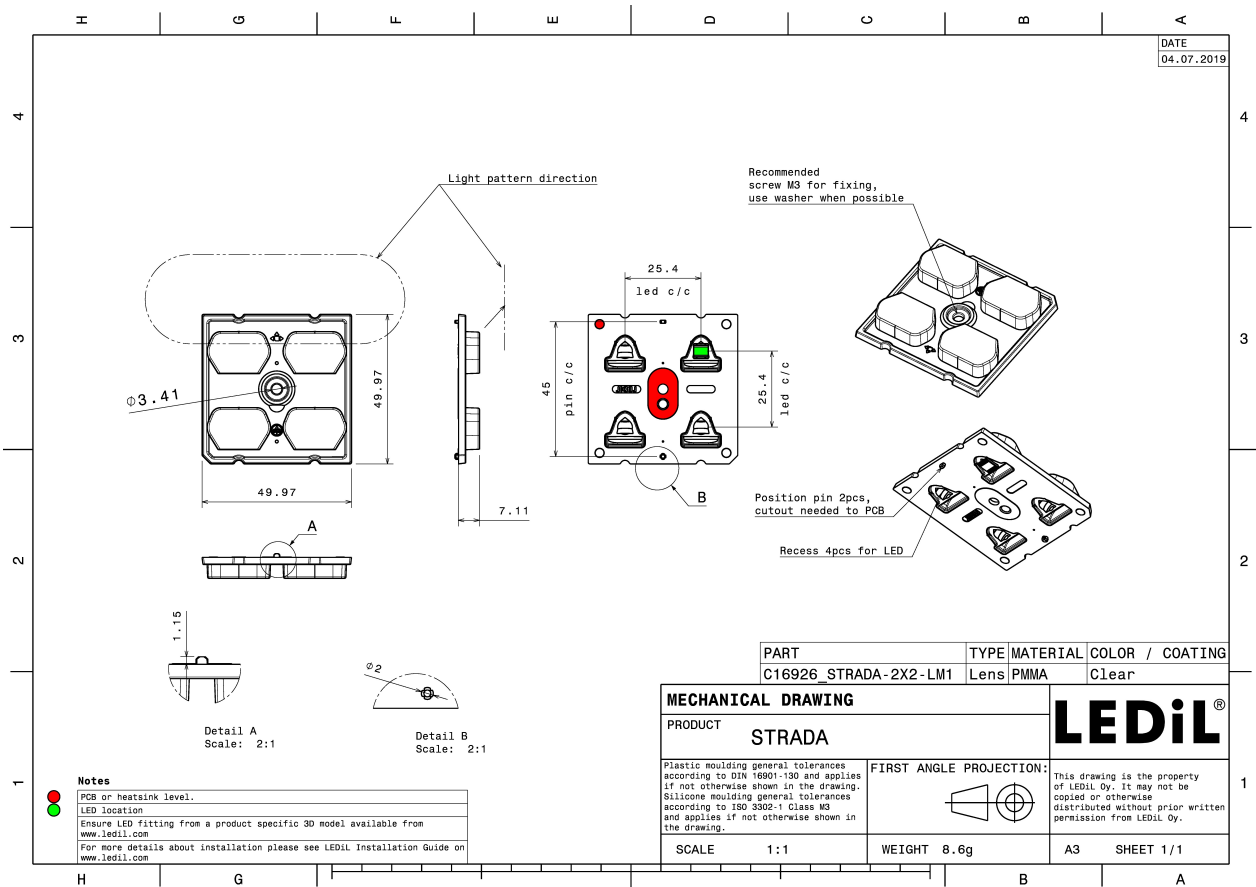 H G F E D C B A
DATE
04.07.2019
4 4
Light pattern direction
Recommended
screw M3 for fixing,
use washer when possible
25.4
led c/c
3 3
Ø3.41
49.97
45
pin c/c
25.4
led c/c
49.97
7.11
B
Position pin 2pcs,
cutout needed to PCB
Recess 4pcs for LED
A
2 2
1.15
Ø2
Detail A
Scale: 2:1
Detail B
Scale: 2:1
PART TYPE MATERIAL COLOR / COATING
C16926_STRADA-2X2-LM1 Lens PMMA Clear
MECHANICAL DRAWING
PRODUCT
STRADA
LEDiL®
Plastic moulding general tolerances
according to DIN 16901-130 and applies
if not otherwise shown in the drawing.
Silicone moulding general tolerances
according to ISO 3302-1 Class M3
and applies if not otherwise shown in
the drawing.
FIRST ANGLE PROJECTION:
This drawing is the property
of LEDiL Oy. It may not be
copied or otherwise
distributed without prior written
permission from LEDiL Oy.
1 1
SCALE 1:1 WEIGHT 8.6g A3 SHEET 1/1
Notes
PCB or heatsink level.
LED location
Ensure LED fitting from a product specific 3D model available from
www.ledil.com
For more details about installation please see LEDiL Installation Guide on
www.ledil.com
H G B A